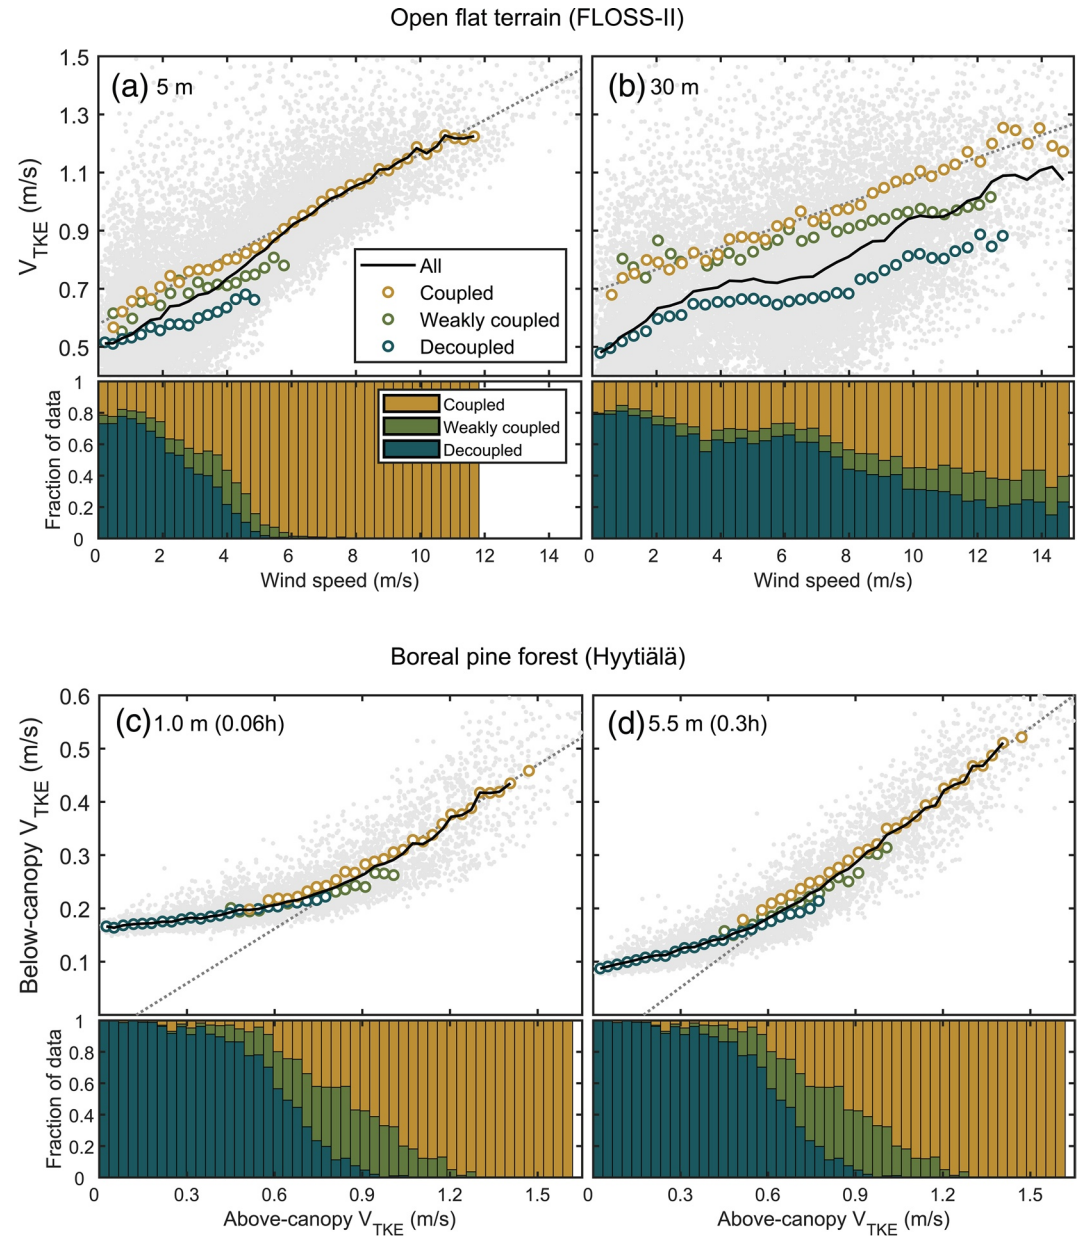 Open flat terrain (FLOSS-II)
(a) 5 m
(b) 30 m
1.5
1.3
1.1
0.9
0.7
0.5
V_TKE (m/s)
All
Coupled
Weakly coupled
Decoupled
1
0.8
0.6
0.4
0.2
0
Fraction of data
Coupled
Weakly coupled
Decoupled
0 2 4 6 8 10 12 14
0 2 4 6 8 10 12 14
Wind speed (m/s)
Wind speed (m/s)
Boreal pine forest (Hyytiälä)
(c) 1.0 m (0.06h)
(d) 5.5 m (0.3h)
0.6
0.5
0.4
0.3
0.2
0.1
Below-canopy V_TKE (m/s)
1
0.8
0.6
0.4
0.2
0
Fraction of data
0 0.3 0.6 0.9 1.2 1.5
0 0.3 0.6 0.9 1.2 1.5
Above-canopy V_TKE (m/s)
Above-canopy V_TKE (m/s)